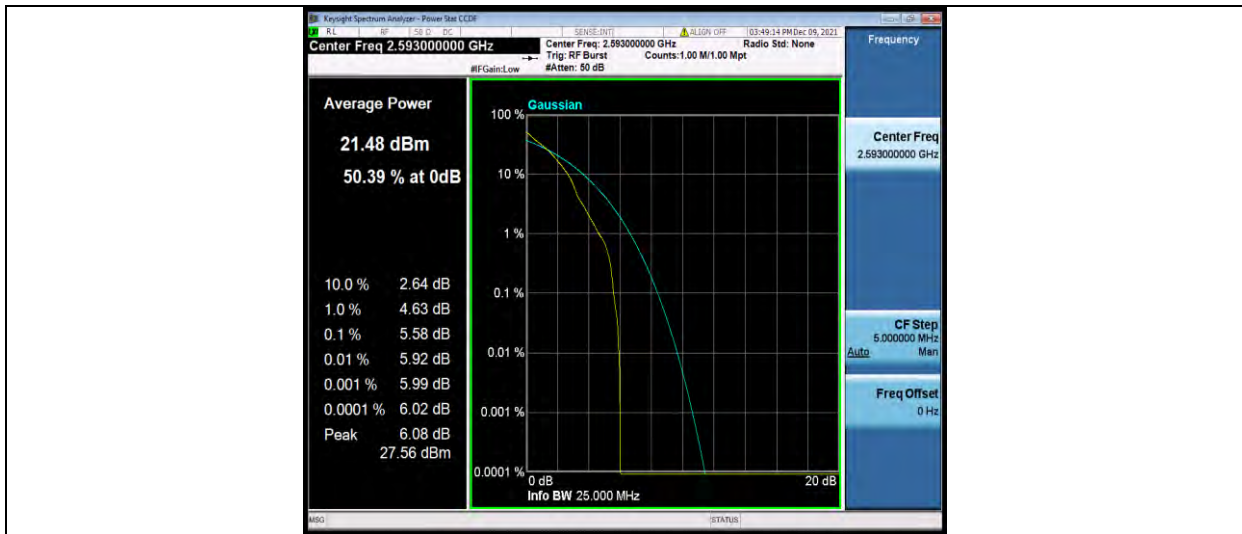 Keysight Spectrum Analyzer - Power Stat CCDF
RL RF 50 Ω DC SENSE:INT ALIGN OFF 03:49:14 PM Dec 09, 2021
Center Freq 2.593000000 GHz
Center Freq: 2.593000000 GHz Radio Std: None
Trig: RF Burst Counts:1.00 M/1.00 Mpt
#IFGain:Low #Atten: 50 dB
Frequency
Average Power
21.48 dBm
50.39 % at 0dB
10.0 % 2.64 dB
1.0 % 4.63 dB
0.1 % 5.58 dB
0.01 % 5.92 dB
0.001 % 5.99 dB
0.0001 % 6.02 dB
Peak 6.08 dB
27.56 dBm
Gaussian
100 %
10 %
1 %
0.1 %
0.01 %
0.001 %
0.0001 %
0 dB 20 dB
Info BW 25.000 MHz
Center Freq
2.593000000 GHz
CF Step
5.000000 MHz
Auto Man
Freq Offset
0 Hz
MSG STATUS